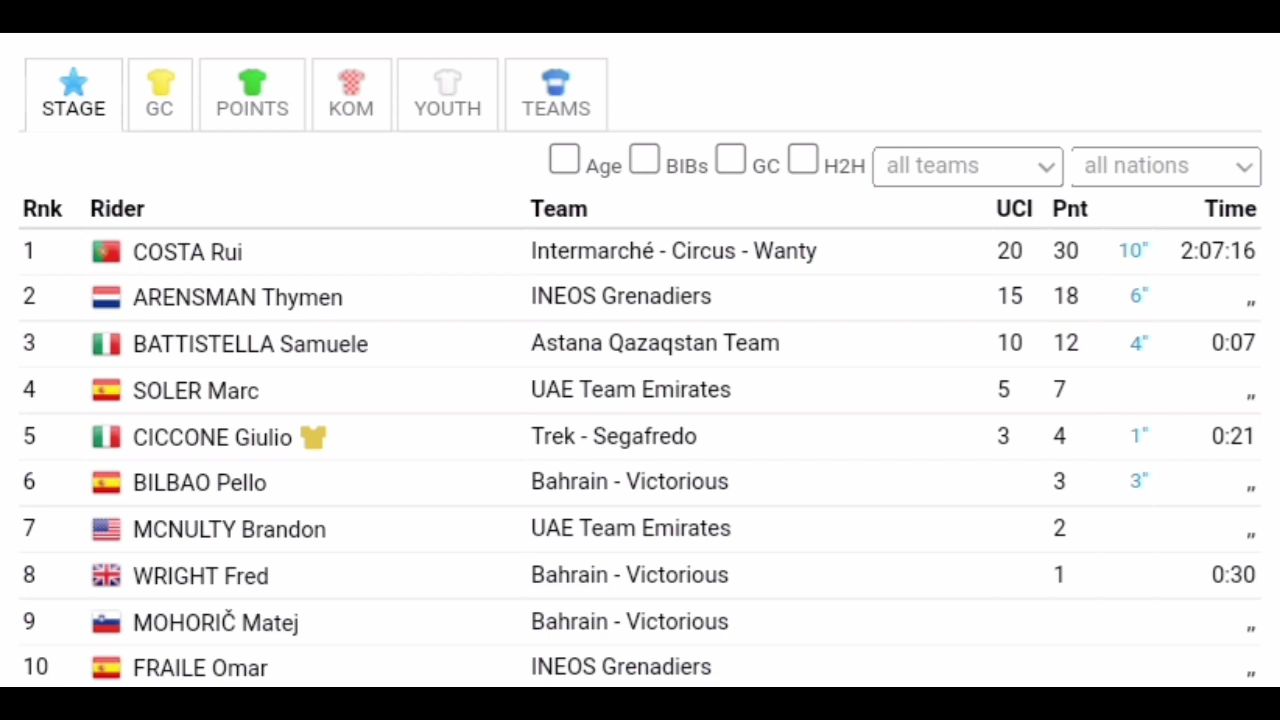 STAGE GC POINTS KOM YOUTH TEAMS
Age BIBs GC H2H all teams all nations
Rnk Rider Team UCI Pnt Time
1 COSTA Rui Intermarché - Circus - Wanty 20 30 10" 2:07:16
2 ARENSMAN Thymen INEOS Grenadiers 15 18 6" ,,
3 BATTISTELLA Samuele Astana Qazaqstan Team 10 12 4" 0:07
4 SOLER Marc UAE Team Emirates 5 7 ,,
5 CICCONE Giulio Trek - Segafredo 3 4 1" 0:21
6 BILBAO Pello Bahrain - Victorious 3 3" ,,
7 MCNULTY Brandon UAE Team Emirates 2 ,,
8 WRIGHT Fred Bahrain - Victorious 1 0:30
9 MOHORIČ Matej Bahrain - Victorious ,,
10 FRAILE Omar INEOS Grenadiers ,,